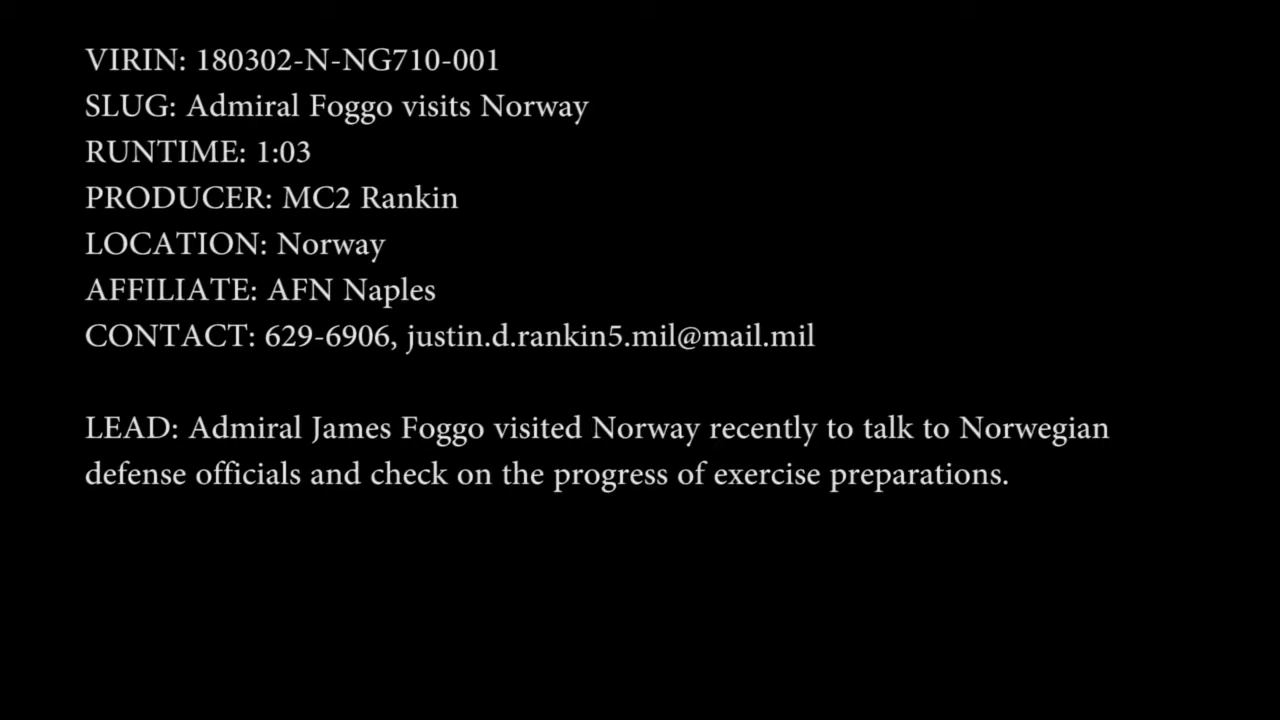 VIRIN: 180302-N-NG710-001
SLUG: Admiral Foggo visits Norway
RUNTIME: 1:03
PRODUCER: MC2 Rankin
LOCATION: Norway
AFFILIATE: AFN Naples
CONTACT: 629-6906, justin.d.rankin5.mil@mail.mil
LEAD: Admiral James Foggo visited Norway recently to talk to Norwegian
defense officials and check on the progress of exercise preparations.